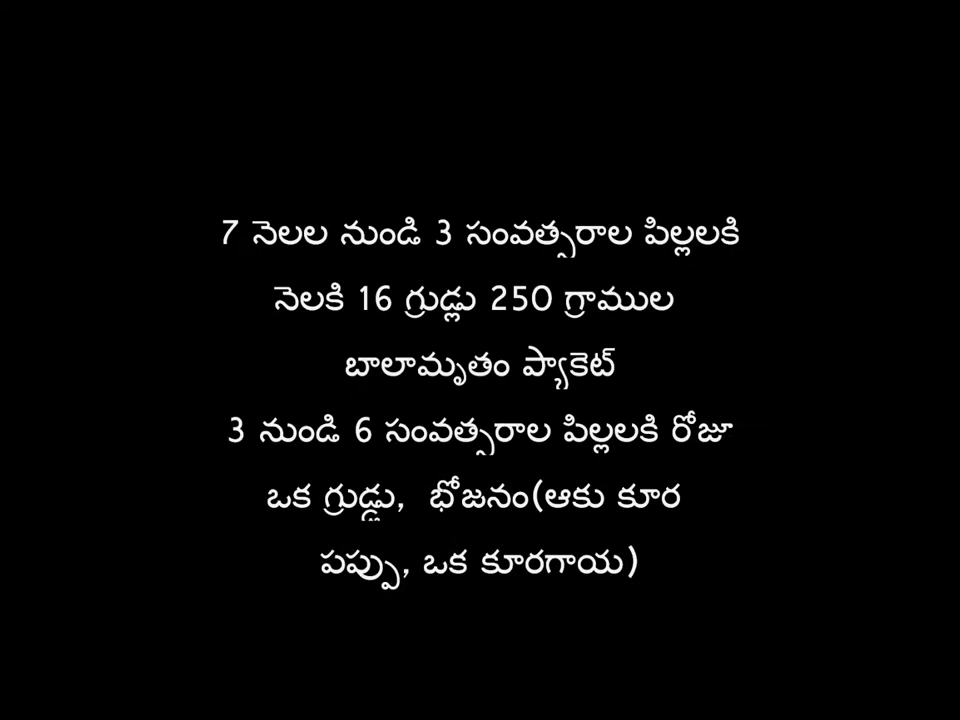 7 నెలల నుండి 3 సంవత్సరాల పిల్లలకి
నెలకి 16 గ్రుడ్లు 250 గ్రాముల
బాలామృతం ప్యాకెట్
3 నుండి 6 సంవత్సరాల పిల్లలకి రోజూ
ఒక గ్రుడ్డు, భోజనం(ఆకు కూర
పప్పు, ఒక కూరగాయ)